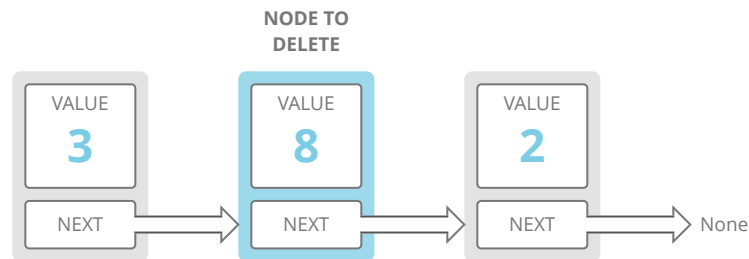 NODE TO
DELETE
VALUE
3
NEXT
VALUE
8
NEXT
VALUE
2
NEXT
None